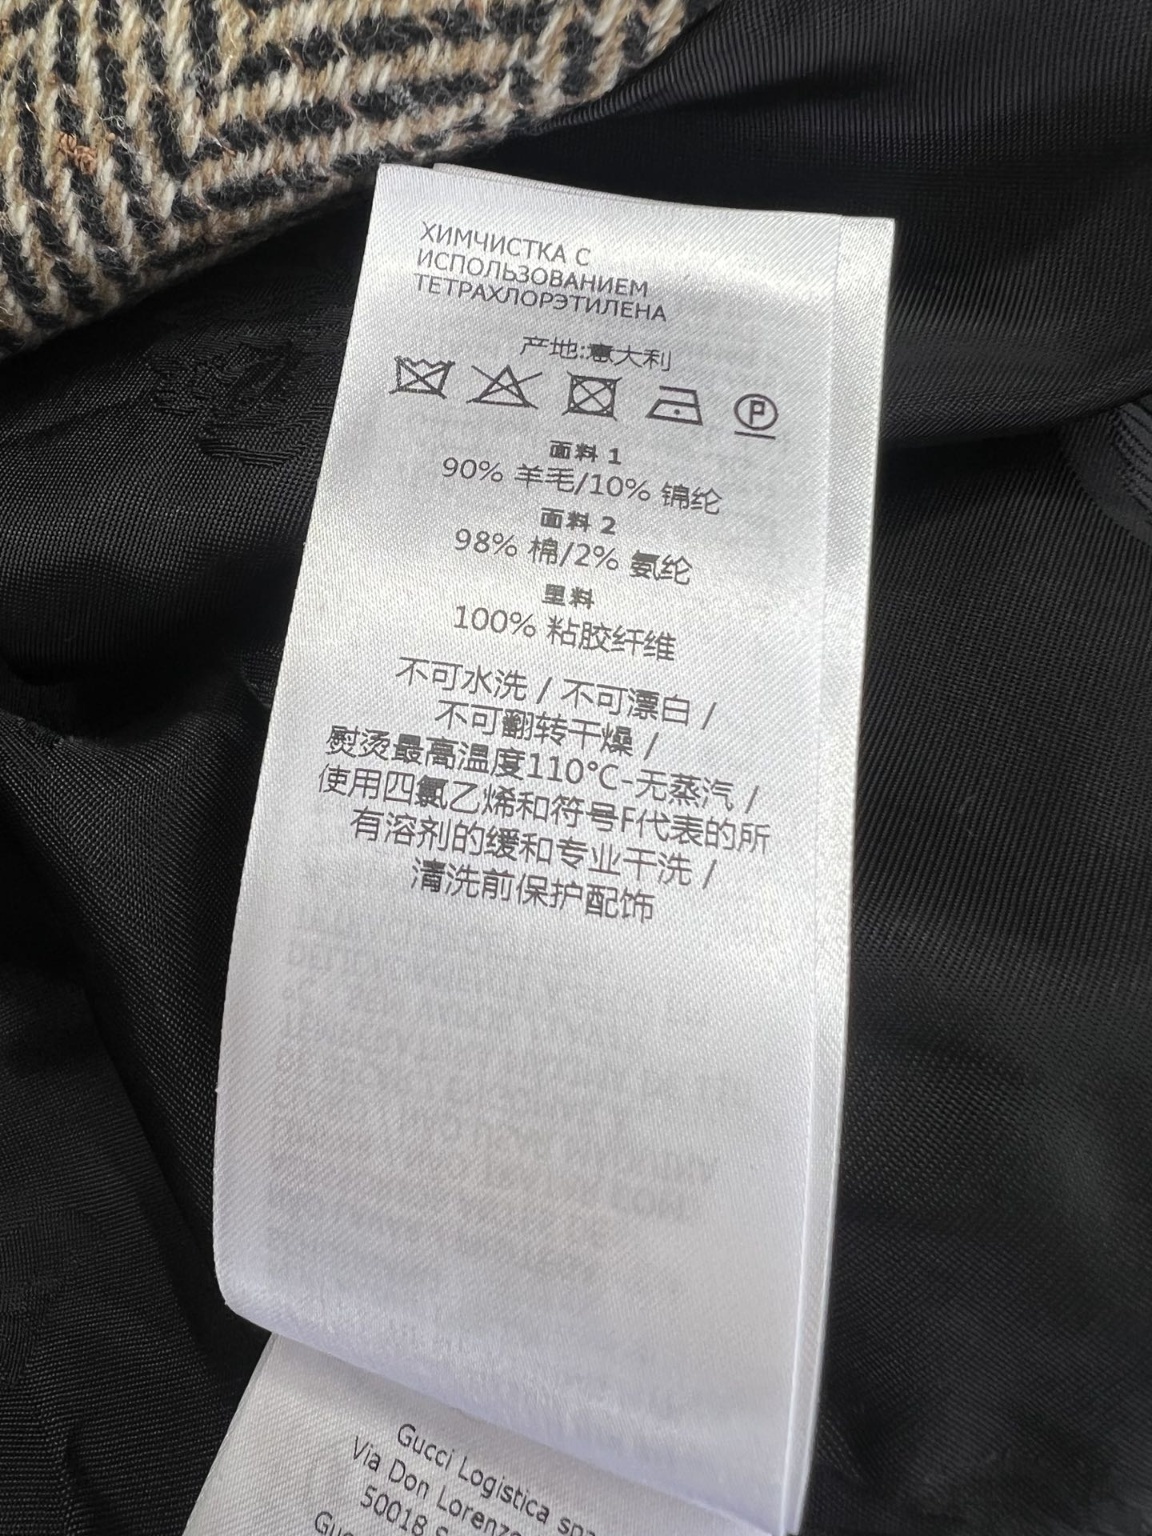 ХИМЧИСТКА С
ИСПОЛЬЗОВАНИЕМ
ТЕТРАХЛОРЭТИЛЕНА
产地:意大利
P
面料 1
90% 羊毛/10% 锦纶
面料 2
98% 棉/2% 氨纶
里料
100% 粘胶纤维
不可水洗 / 不可漂白 /
不可翻转干燥 /
熨烫最高温度110°C-无蒸汽 /
使用四氯乙烯和符号F代表的所
有溶剂的缓和专业干洗 /
清洗前保护配饰
Gucci Logistica spa
Via Don Lorenzo
50018